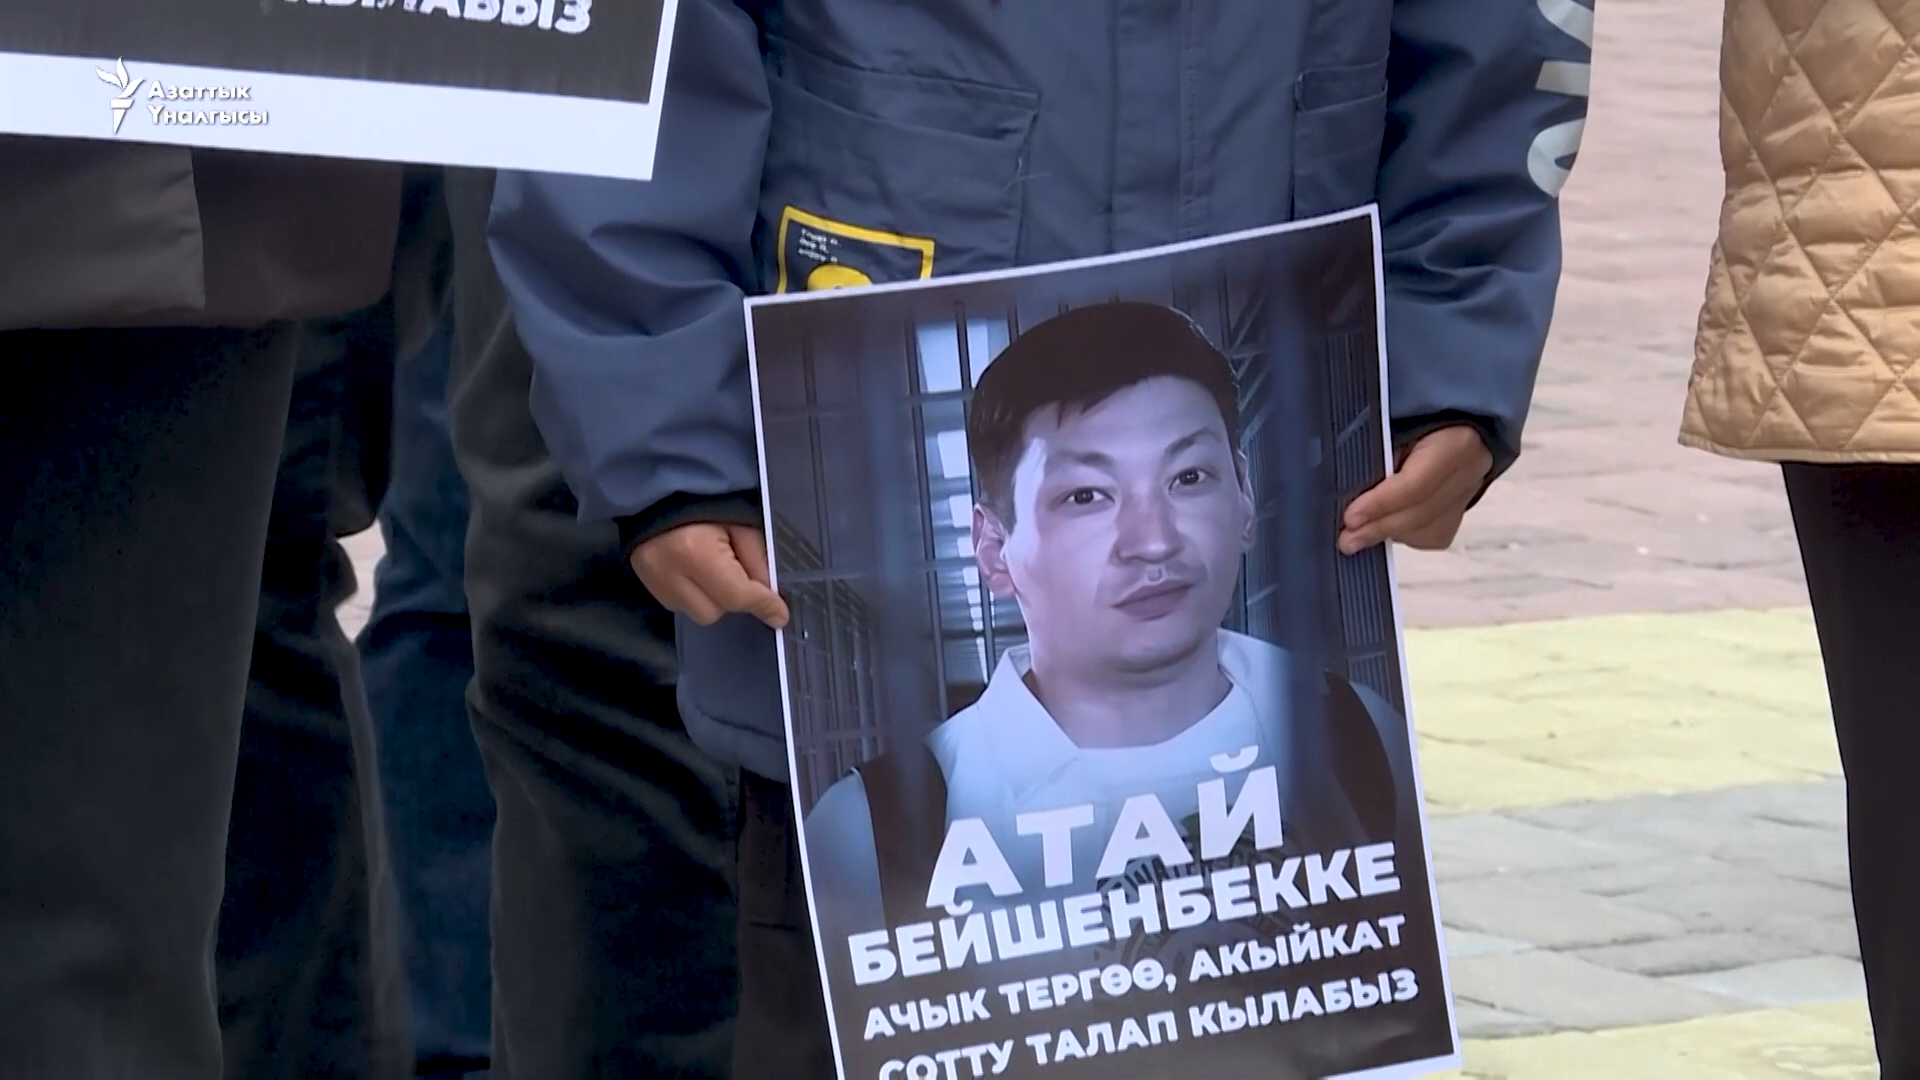 Азаттык
Үналгысы
АТАЙ
БЕЙШЕНБЕККЕ
АЧЫК ТЕРГӨӨ, АКЫЙКАТ
СОТТУ ТАЛАП КЫЛАБЫЗ